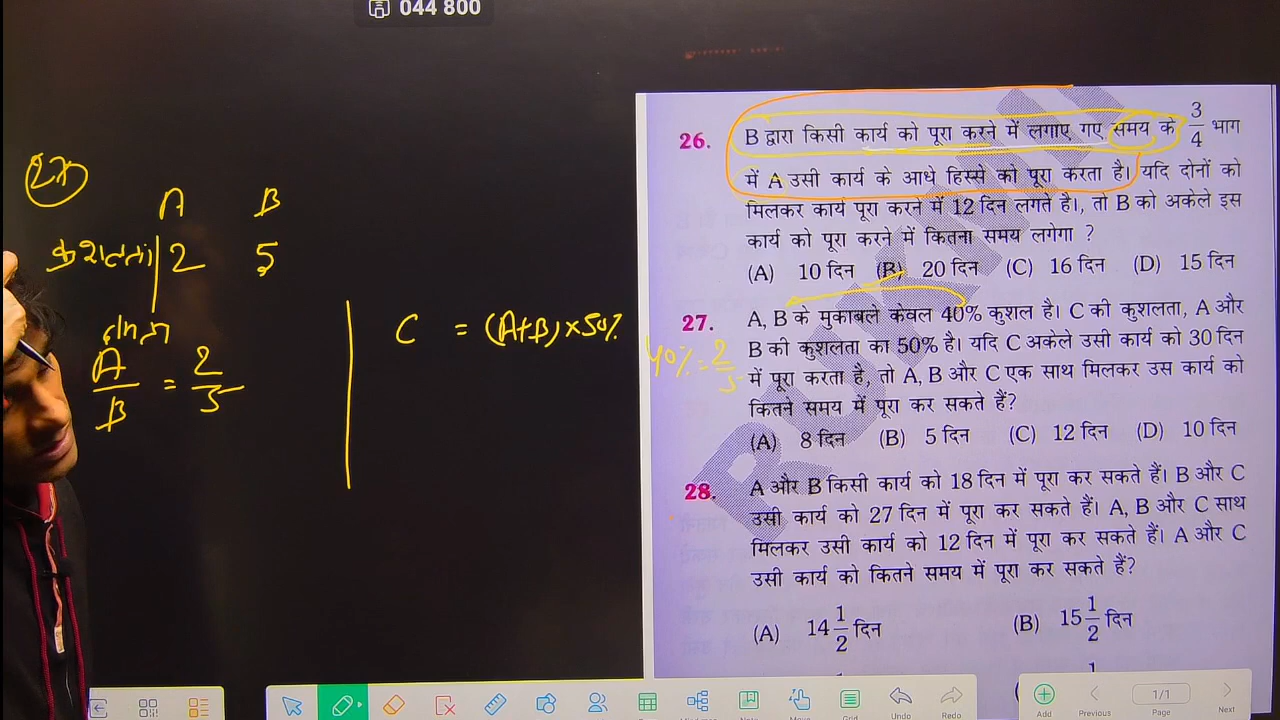 044 800
27
A B
कुशलता 2 5
A/B = 2/5
C = (A+B) × 50%
40% = 2/5
26. B द्वारा किसी कार्य को पूरा करने में लगाए गए समय के 3/4 भाग
में A उसी कार्य के आधे हिस्से को पूरा करता है। यदि दोनों को
मिलकर कार्य पूरा करने में 12 दिन लगते है।, तो B को अकेले इस
कार्य को पूरा करने में कितना समय लगेगा ?
(A) 10 दिन (B) 20 दिन (C) 16 दिन (D) 15 दिन
27. A, B के मुकाबले केवल 40% कुशल है। C की कुशलता, A और
B की कुशलता का 50% है। यदि C अकेले उसी कार्य को 30 दिन
में पूरा करता है, तो A, B और C एक साथ मिलकर उस कार्य को
कितने समय में पूरा कर सकते हैं?
(A) 8 दिन (B) 5 दिन (C) 12 दिन (D) 10 दिन
28. A और B किसी कार्य को 18 दिन में पूरा कर सकते हैं। B और C
उसी कार्य को 27 दिन में पूरा कर सकते हैं। A, B और C साथ
मिलकर उसी कार्य को 12 दिन में पूरा कर सकते हैं। A और C
उसी कार्य को कितने समय में पूरा कर सकते हैं?
(A) 14 1/2 दिन (B) 15 1/2 दिन
Undo Redo Add Previous 1/1 Page Next